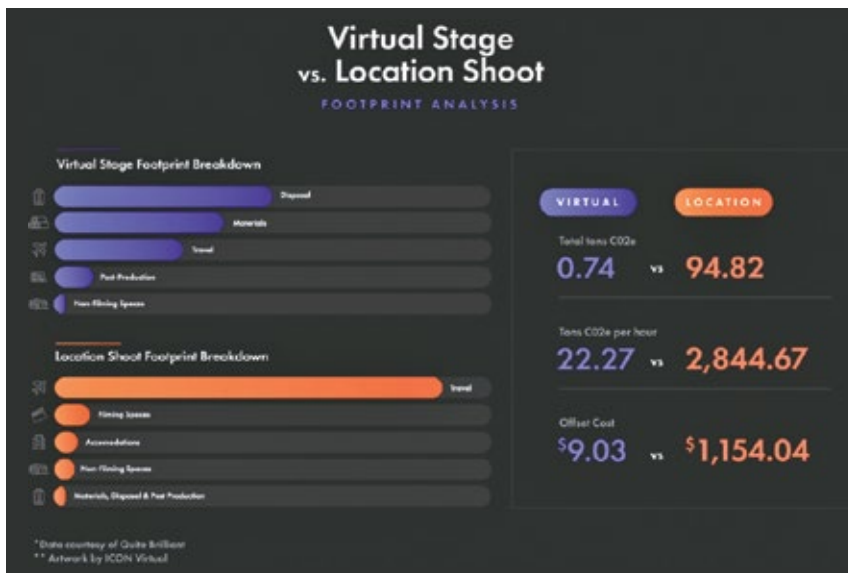 Virtual Stage
vs. Location Shoot
FOOTPRINT ANALYSIS
Virtual Stage Footprint Breakdown
Disposal
Materials
Travel
Post-Production
Non-Filming Spaces
Location Shoot Footprint Breakdown
Travel
Filming Spaces
Accomodations
Non-Filming Spaces
Materials, Disposal & Post Production
VIRTUAL LOCATION
Total tons C02e
0.74 vs 94.82
Tons C02e per hour
22.27 vs 2,844.67
Offset Cost
$9.03 vs $1,154.04
*Data courtesy of Quite Brilliant
** Artwork by ICON Virtual